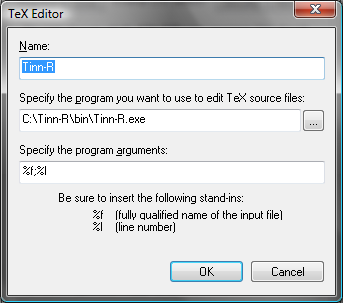 TeX Editor
Name:
Tinn-R
Specify the program you want to use to edit TeX source files:
C:\Tinn-R\bin\Tinn-R.exe
...
Specify the program arguments:
%f;%l
Be sure to insert the following stand-ins:
%f (fully qualified name of the input file)
%l (line number)
OK Cancel